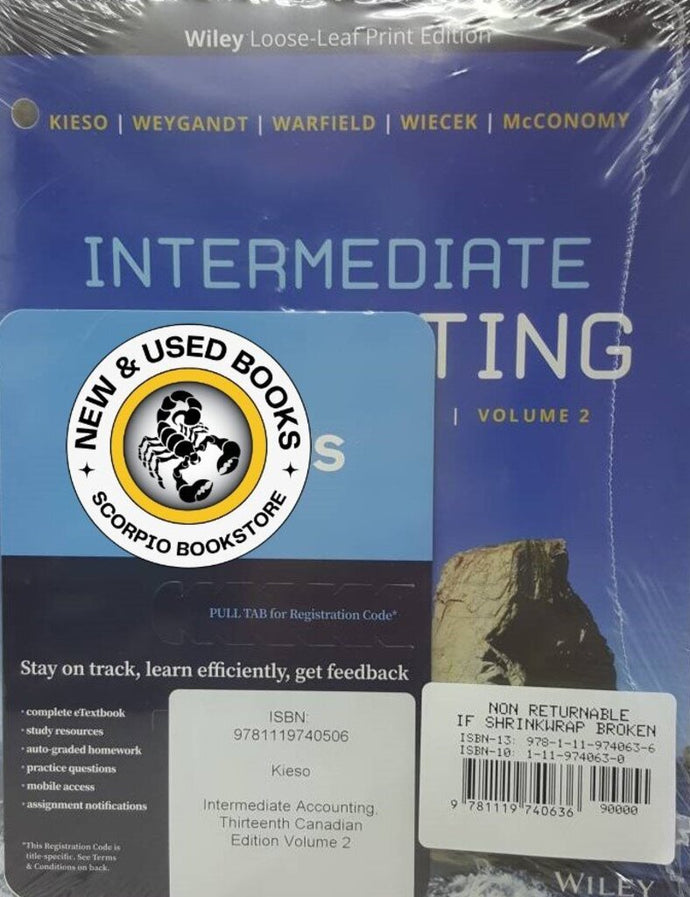 Wiley Loose-Leaf Print Edition
KIESO | WEYGANDT | WARFIELD | WIECEK | McCONOMY
INTERMEDIATE
TING
| VOLUME 2
NEW & USED BOOKS
SCORPIO BOOKSTORE
S
PULL TAB for Registration Code*
Stay on track, learn efficiently, get feedback
· complete eTextbook
· study resources
· auto-graded homework
· practice questions
· mobile access
· assignment notifications
*This Registration Code is
title-specific. See Terms
& Conditions on back.
ISBN:
9781119740506
Kieso
Intermediate Accounting,
Thirteenth Canadian
Edition Volume 2
NON RETURNABLE
IF SHRINKWRAP BROKEN
ISBN-13: 978-1-11-974063-6
ISBN-10: 1-11-974063-0
9 781119 740636 90000
WILEY